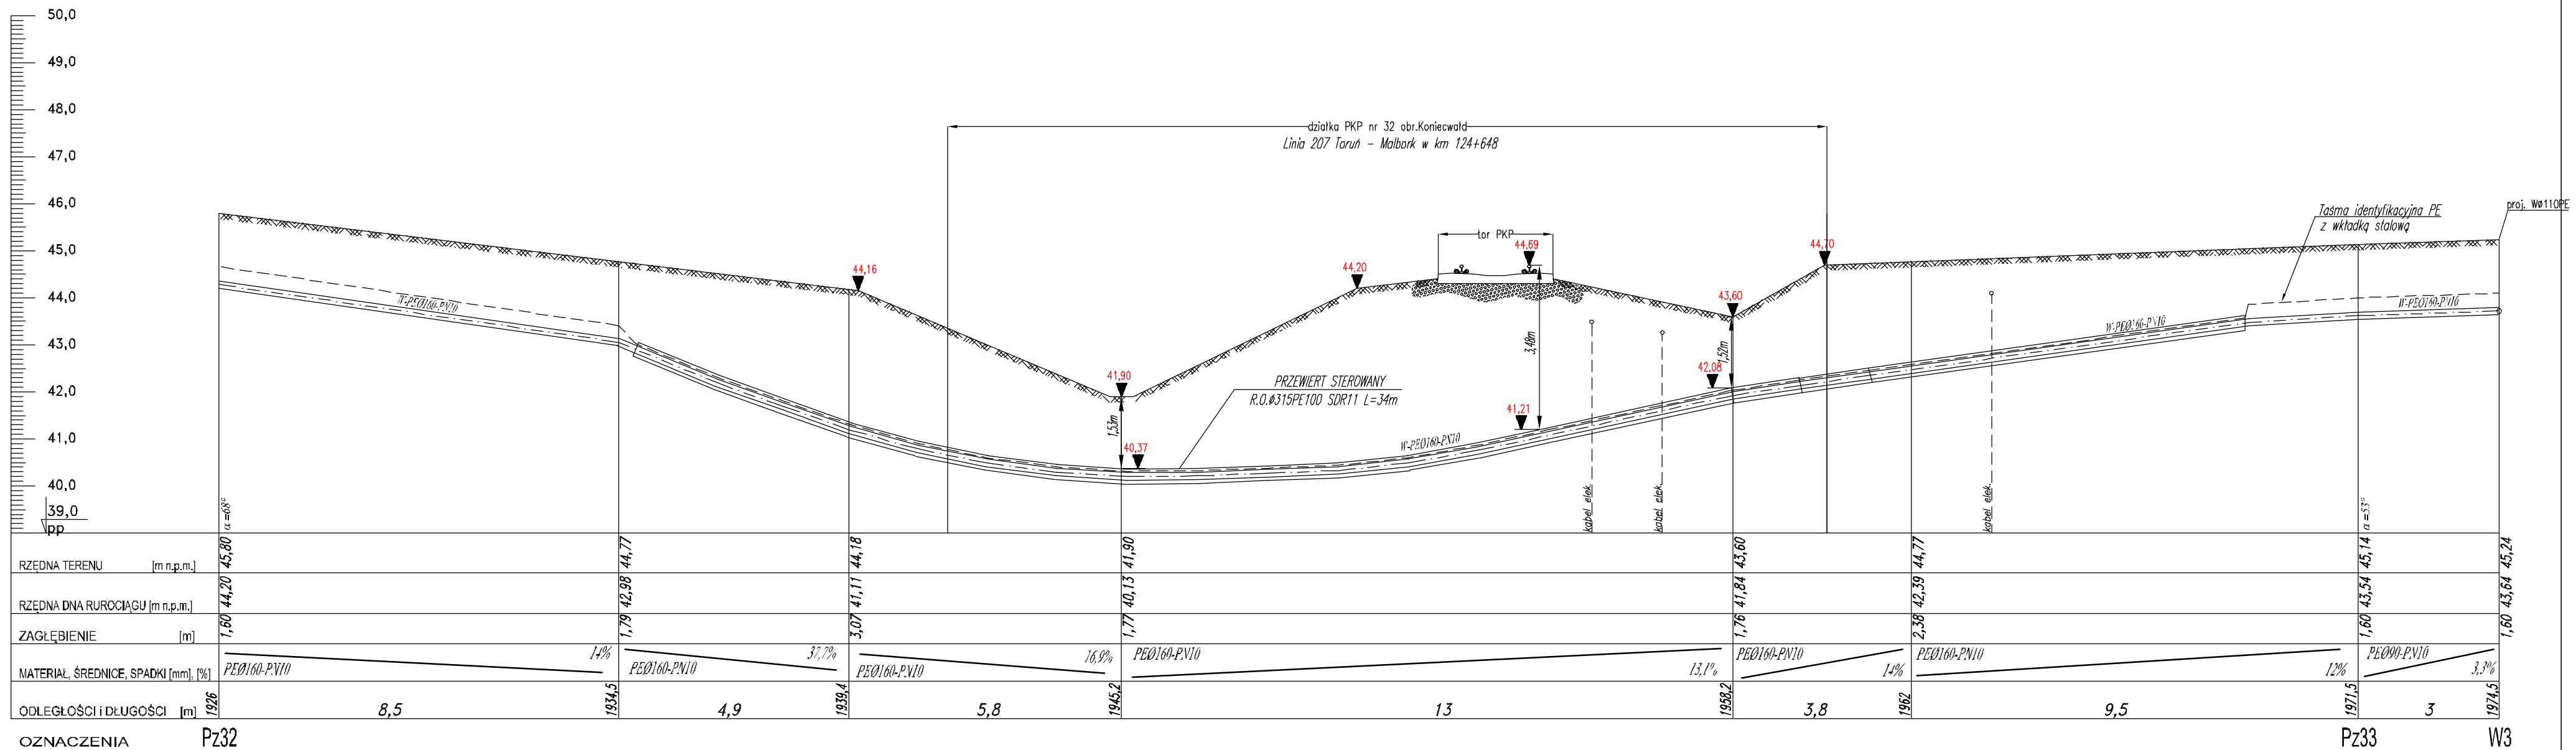 50,0
49,0
48,0
47,0
46,0
45,0
44,0
43,0
42,0
41,0
40,0
39,0
pp
działka PKP nr 32 obr.Koniecwałd
Linia 207 Toruń - Malbork w km 124+648
tor PKP
44,69
44,16
44,20
44,70
43,60
41,90
42,08
41,21
40,37
1,53m
3,48m
1,52m
Taśma identyfikacyjna PE
z wkładką stalową
proj. Wø110PE
PRZEWIERT STEROWANY
R.O.ø315PE100 SDR11 L=34m
W-PEØ160-PN10
W-PEØ160-PN10
W-PEØ160-PN10
W-PEØ160-PN10
kabel elek.
kabel elek.
kabel elek.
α=68°
α=53°
RZĘDNA TERENU [m n.p.m.] 45,80 44,77 44,18 41,90 43,60 44,77 45,14 45,24
RZĘDNA DNA RUROCIĄGU [m n.p.m.] 44,20 42,98 41,11 40,13 41,84 42,39 43,54 43,64
ZAGŁĘBIENIE [m] 1,60 1,79 3,07 1,77 1,76 2,38 1,60 1,60
MATERIAŁ, ŚREDNICE, SPADKI [mm], [%] PEØ160-PN10 14% PEØ160-PN10 37,7% PEØ160-PN10 16,9% PEØ160-PN10 13,1% PEØ160-PN10 14% PEØ160-PN10 12% PEØ90-PN10 3,3%
ODLEGŁOŚCI i DŁUGOŚCI [m] 1926 8,5 1934,5 4,9 1939,4 5,8 1945,2 13 1958,2 3,8 1962 9,5 1971,5 3 1974,5
OZNACZENIA Pz32 Pz33 W3